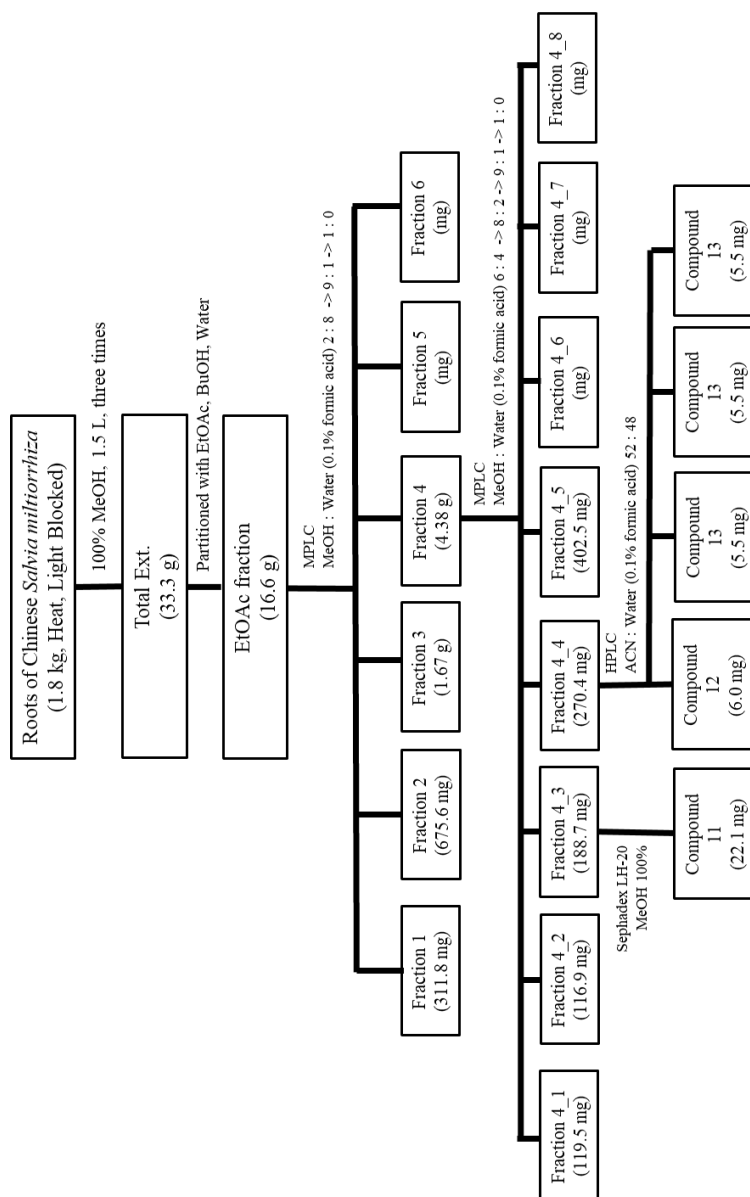 Roots of Chinese Salvia miltiorrhiza
(1.8 kg, Heat, Light Blocked)
100% MeOH, 1.5 L, three times
Total Ext.
(33.3 g)
Partitioned with EtOAc, BuOH, Water
EtOAc fraction
(16.6 g)
MPLC
MeOH : Water (0.1% formic acid) 2 : 8 -> 9 : 1 -> 1 : 0
Fraction 1
(311.8 mg)
Fraction 2
(675.6 mg)
Fraction 3
(1.67 g)
Fraction 4
(4.38 g)
Fraction 5
(mg)
Fraction 6
(mg)
MPLC
MeOH : Water (0.1% formic acid) 6 : 4 -> 8 : 2 -> 9 : 1 -> 1 : 0
Fraction 4_1
(119.5 mg)
Fraction 4_2
(116.9 mg)
Fraction 4_3
(188.7 mg)
Fraction 4_4
(270.4 mg)
Fraction 4_5
(402.5 mg)
Fraction 4_6
(mg)
Fraction 4_7
(mg)
Fraction 4_8
(mg)
Sephadex LH-20
MeOH 100%
HPLC
ACN : Water (0.1% formic acid) 52 : 48
Compound
11
(22.1 mg)
Compound
12
(6.0 mg)
Compound
13
(5.5 mg)
Compound
13
(5.5 mg)
Compound
13
(5.5 mg)